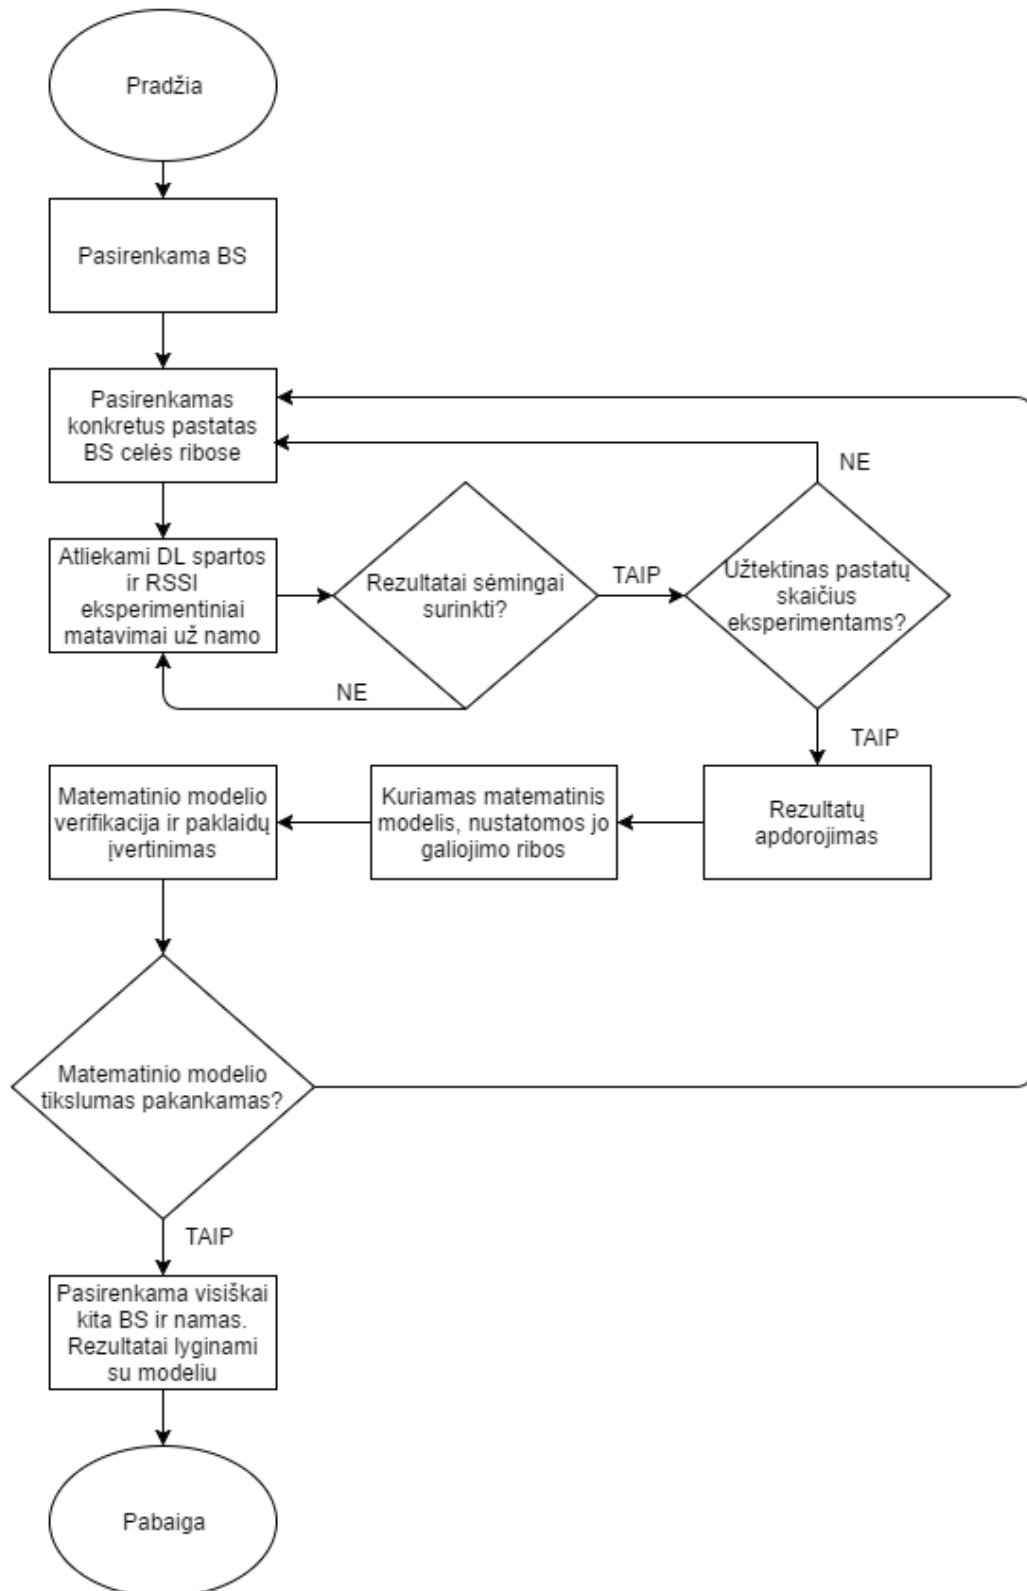 Pradžia
Pasirenkama BS
Pasirenkamas
konkretus pastatas
BS celės ribose
NE
Atliekami DL spartos
ir RSSI
eksperimentiniai
matavimai už namo
Rezultatai sėmingai
surinkti?
TAIP
Užtektinas pastatų
skaičius
eksperimentams?
NE
TAIP
Matematinio modelio
verifikacija ir paklaidų
įvertinimas
Kuriamas matematinis
modelis, nustatomos jo
galiojimo ribos
Rezultatų
apdorojimas
Matematinio modelio
tikslumas pakankamas?
TAIP
Pasirenkama visiškai
kita BS ir namas.
Rezultatai lyginami
su modeliu
Pabaiga